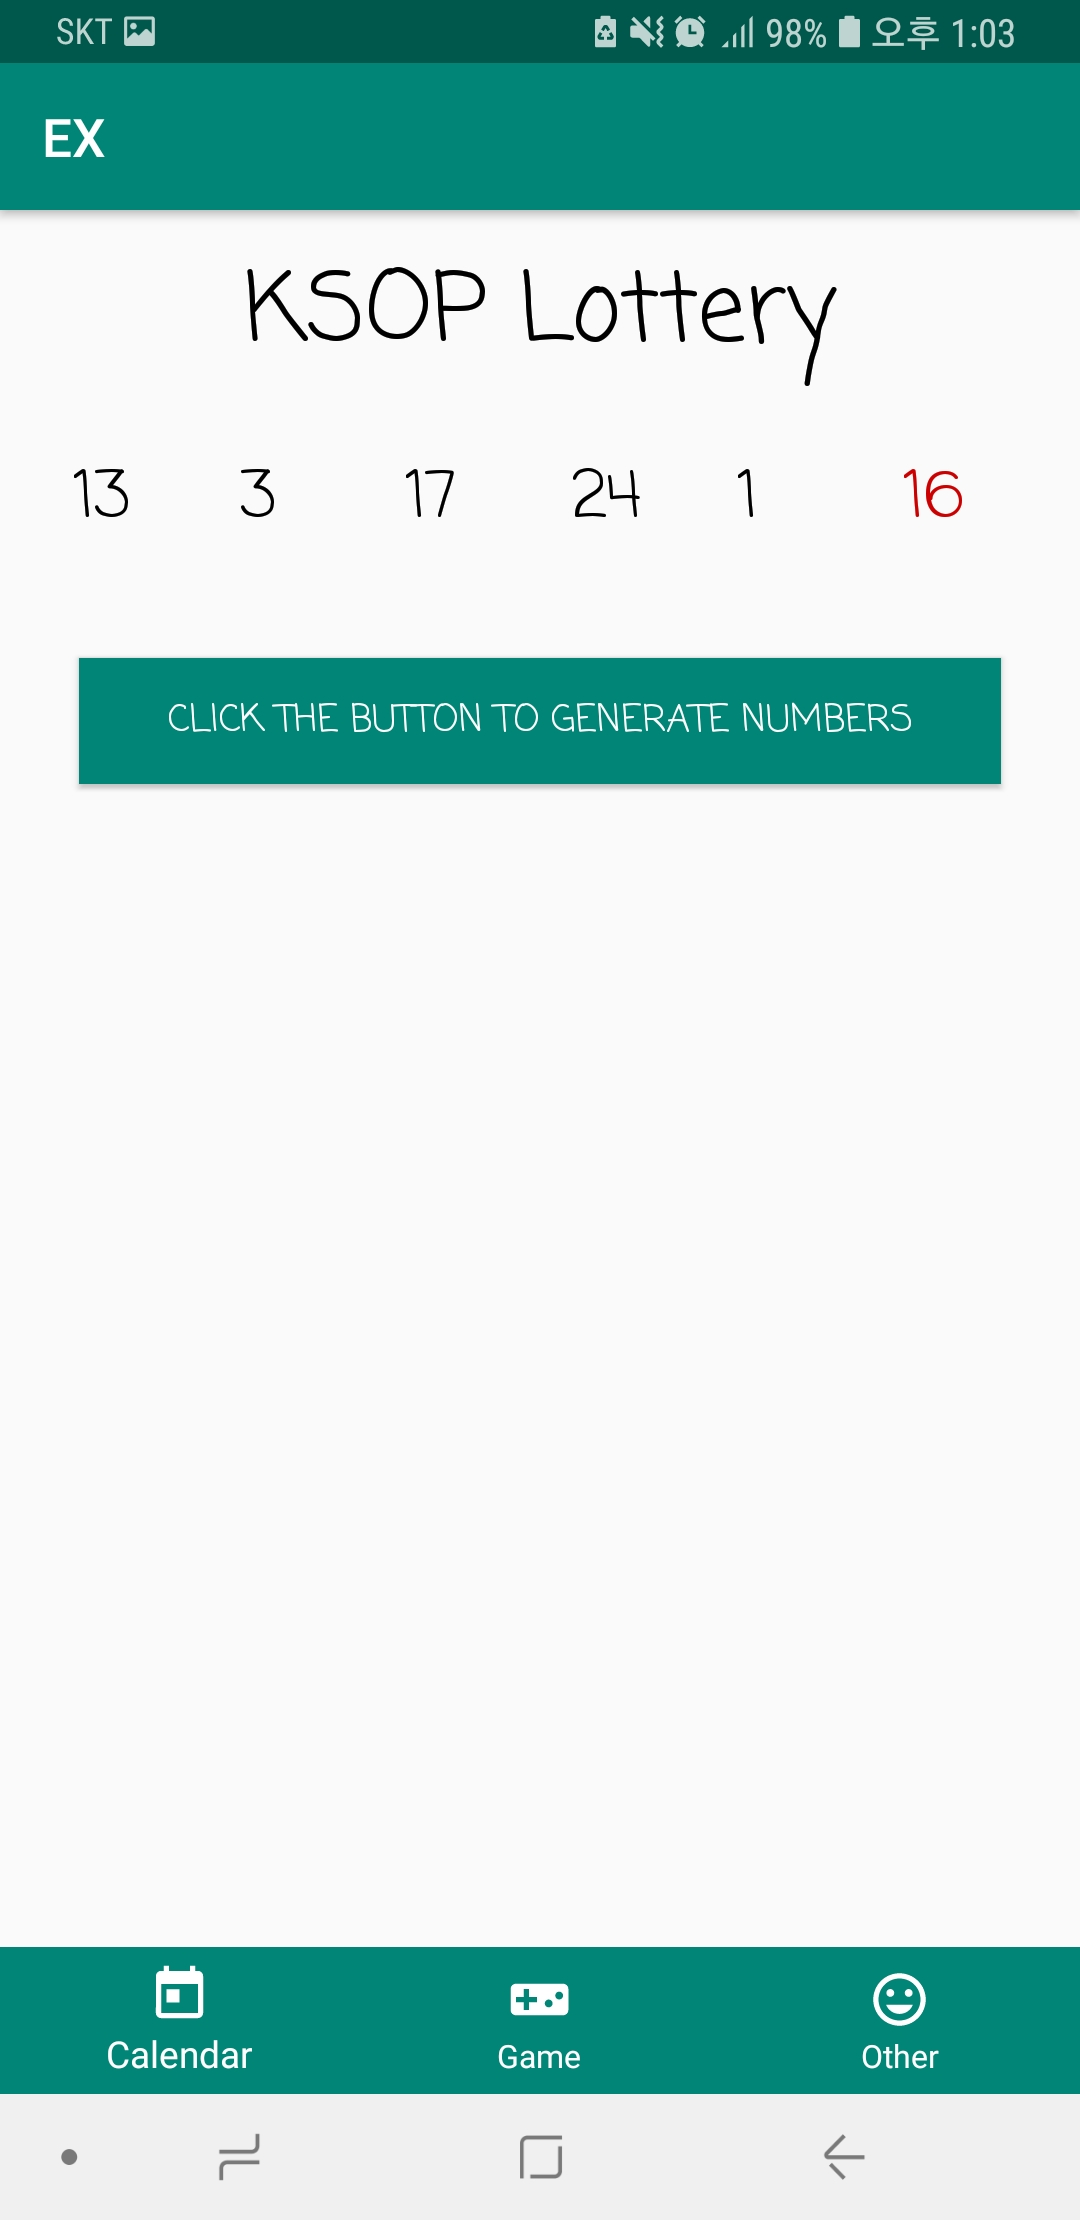 SKT 98% 오후 1:03
EX
KSOP Lottery
13 3 17 24 1 16
CLICK THE BUTTON TO GENERATE NUMBERS
Calendar Game Other